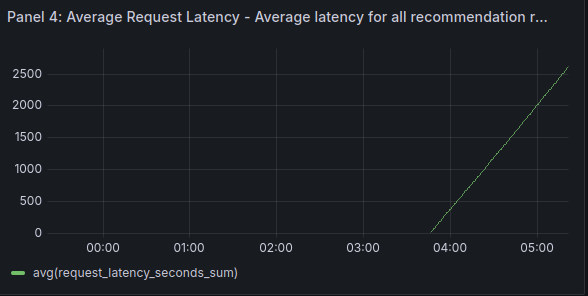 Panel 4: Average Request Latency - Average latency for all recommendation r...
2500
2000
1500
1000
500
0
00:00 01:00 02:00 03:00 04:00 05:00
avg(request_latency_seconds_sum)